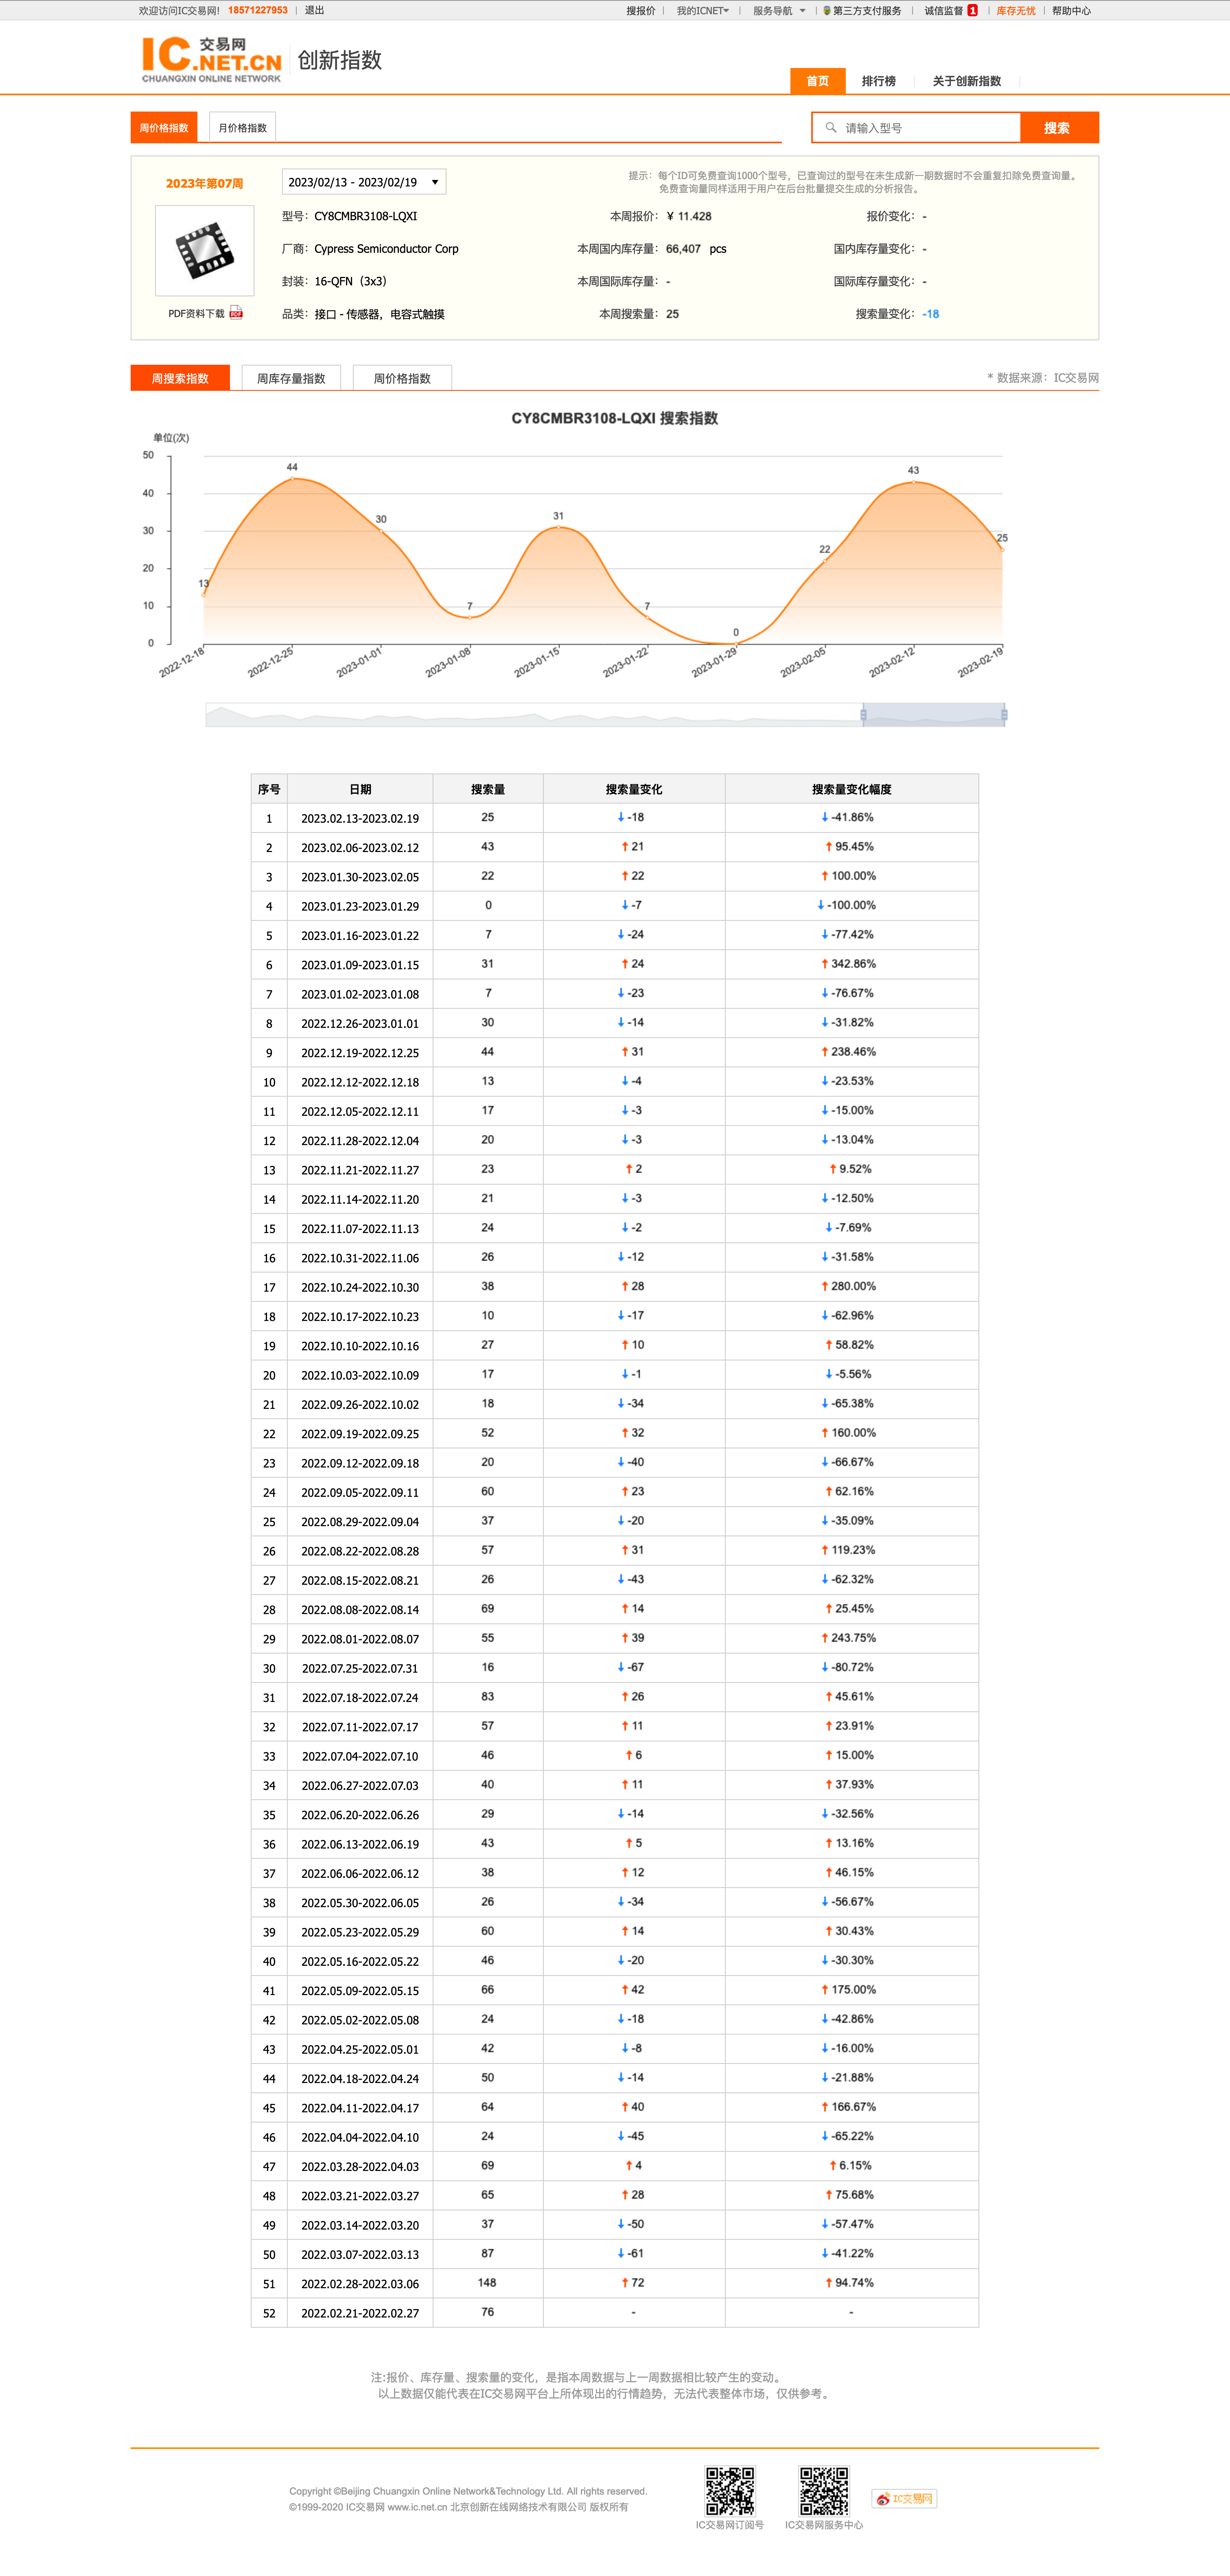 欢迎访问IC交易网! 18571227953 | 退出 搜报价 | 我的ICNET | 服务导航 | 第三方支付服务 | 诚信监督 1 | 库存无忧 | 帮助中心
IC 交易网 .NET.CN
CHUANGXIN ONLINE NETWORK
创新指数
首页 排行榜 关于创新指数
周价格指数 月价格指数 请输入型号 搜索
2023年第07周 2023/02/13 - 2023/02/19
提示：每个ID可免费查询1000个型号，已查询过的型号在未生成新一期数据时不会重复扣除免费查询量。
免费查询量同样适用于用户在后台批量提交生成的分析报告。
型号：CY8CMBR3108-LQXI 本周报价：¥ 11.428 报价变化：-
厂商：Cypress Semiconductor Corp 本周国内库存量：66,407 pcs 国内库存量变化：-
封装：16-QFN（3x3） 本周国际库存量：- 国际库存量变化：-
PDF资料下载 PDF 品类：接口 - 传感器，电容式触摸 本周搜索量：25 搜索量变化：-18
周搜索指数 周库存量指数 周价格指数 * 数据来源：IC交易网
CY8CMBR3108-LQXI 搜索指数
单位(次)
50
40
30
20
10
0
13 44 30 7 31 7 0 22 43 25
2022-12-18 2022-12-25 2023-01-01 2023-01-08 2023-01-15 2023-01-22 2023-01-29 2023-02-05 2023-02-12 2023-02-19
序号 日期 搜索量 搜索量变化 搜索量变化幅度
1 2023.02.13-2023.02.19 25 ↓ -18 ↓ -41.86%
2 2023.02.06-2023.02.12 43 ↑ 21 ↑ 95.45%
3 2023.01.30-2023.02.05 22 ↑ 22 ↑ 100.00%
4 2023.01.23-2023.01.29 0 ↓ -7 ↓ -100.00%
5 2023.01.16-2023.01.22 7 ↓ -24 ↓ -77.42%
6 2023.01.09-2023.01.15 31 ↑ 24 ↑ 342.86%
7 2023.01.02-2023.01.08 7 ↓ -23 ↓ -76.67%
8 2022.12.26-2023.01.01 30 ↓ -14 ↓ -31.82%
9 2022.12.19-2022.12.25 44 ↑ 31 ↑ 238.46%
10 2022.12.12-2022.12.18 13 ↓ -4 ↓ -23.53%
11 2022.12.05-2022.12.11 17 ↓ -3 ↓ -15.00%
12 2022.11.28-2022.12.04 20 ↓ -3 ↓ -13.04%
13 2022.11.21-2022.11.27 23 ↑ 2 ↑ 9.52%
14 2022.11.14-2022.11.20 21 ↓ -3 ↓ -12.50%
15 2022.11.07-2022.11.13 24 ↓ -2 ↓ -7.69%
16 2022.10.31-2022.11.06 26 ↓ -12 ↓ -31.58%
17 2022.10.24-2022.10.30 38 ↑ 28 ↑ 280.00%
18 2022.10.17-2022.10.23 10 ↓ -17 ↓ -62.96%
19 2022.10.10-2022.10.16 27 ↑ 10 ↑ 58.82%
20 2022.10.03-2022.10.09 17 ↓ -1 ↓ -5.56%
21 2022.09.26-2022.10.02 18 ↓ -34 ↓ -65.38%
22 2022.09.19-2022.09.25 52 ↑ 32 ↑ 160.00%
23 2022.09.12-2022.09.18 20 ↓ -40 ↓ -66.67%
24 2022.09.05-2022.09.11 60 ↑ 23 ↑ 62.16%
25 2022.08.29-2022.09.04 37 ↓ -20 ↓ -35.09%
26 2022.08.22-2022.08.28 57 ↑ 31 ↑ 119.23%
27 2022.08.15-2022.08.21 26 ↓ -43 ↓ -62.32%
28 2022.08.08-2022.08.14 69 ↑ 14 ↑ 25.45%
29 2022.08.01-2022.08.07 55 ↑ 39 ↑ 243.75%
30 2022.07.25-2022.07.31 16 ↓ -67 ↓ -80.72%
31 2022.07.18-2022.07.24 83 ↑ 26 ↑ 45.61%
32 2022.07.11-2022.07.17 57 ↑ 11 ↑ 23.91%
33 2022.07.04-2022.07.10 46 ↑ 6 ↑ 15.00%
34 2022.06.27-2022.07.03 40 ↑ 11 ↑ 37.93%
35 2022.06.20-2022.06.26 29 ↓ -14 ↓ -32.56%
36 2022.06.13-2022.06.19 43 ↑ 5 ↑ 13.16%
37 2022.06.06-2022.06.12 38 ↑ 12 ↑ 46.15%
38 2022.05.30-2022.06.05 26 ↓ -34 ↓ -56.67%
39 2022.05.23-2022.05.29 60 ↑ 14 ↑ 30.43%
40 2022.05.16-2022.05.22 46 ↓ -20 ↓ -30.30%
41 2022.05.09-2022.05.15 66 ↑ 42 ↑ 175.00%
42 2022.05.02-2022.05.08 24 ↓ -18 ↓ -42.86%
43 2022.04.25-2022.05.01 42 ↓ -8 ↓ -16.00%
44 2022.04.18-2022.04.24 50 ↓ -14 ↓ -21.88%
45 2022.04.11-2022.04.17 64 ↑ 40 ↑ 166.67%
46 2022.04.04-2022.04.10 24 ↓ -45 ↓ -65.22%
47 2022.03.28-2022.04.03 69 ↑ 4 ↑ 6.15%
48 2022.03.21-2022.03.27 65 ↑ 28 ↑ 75.68%
49 2022.03.14-2022.03.20 37 ↓ -50 ↓ -57.47%
50 2022.03.07-2022.03.13 87 ↓ -61 ↓ -41.22%
51 2022.02.28-2022.03.06 148 ↑ 72 ↑ 94.74%
52 2022.02.21-2022.02.27 76 - -
注:报价、库存量、搜索量的变化，是指本周数据与上一周数据相比较产生的变动。
以上数据仅能代表在IC交易网平台上所体现出的行情趋势，无法代表整体市场，仅供参考。
Copyright ©Beijing Chuangxin Online Network&Technology Ltd. All rights reserved.
©1999-2020 IC交易网 www.ic.net.cn 北京创新在线网络技术有限公司 版权所有
IC交易网订阅号 IC交易网服务中心 IC交易网